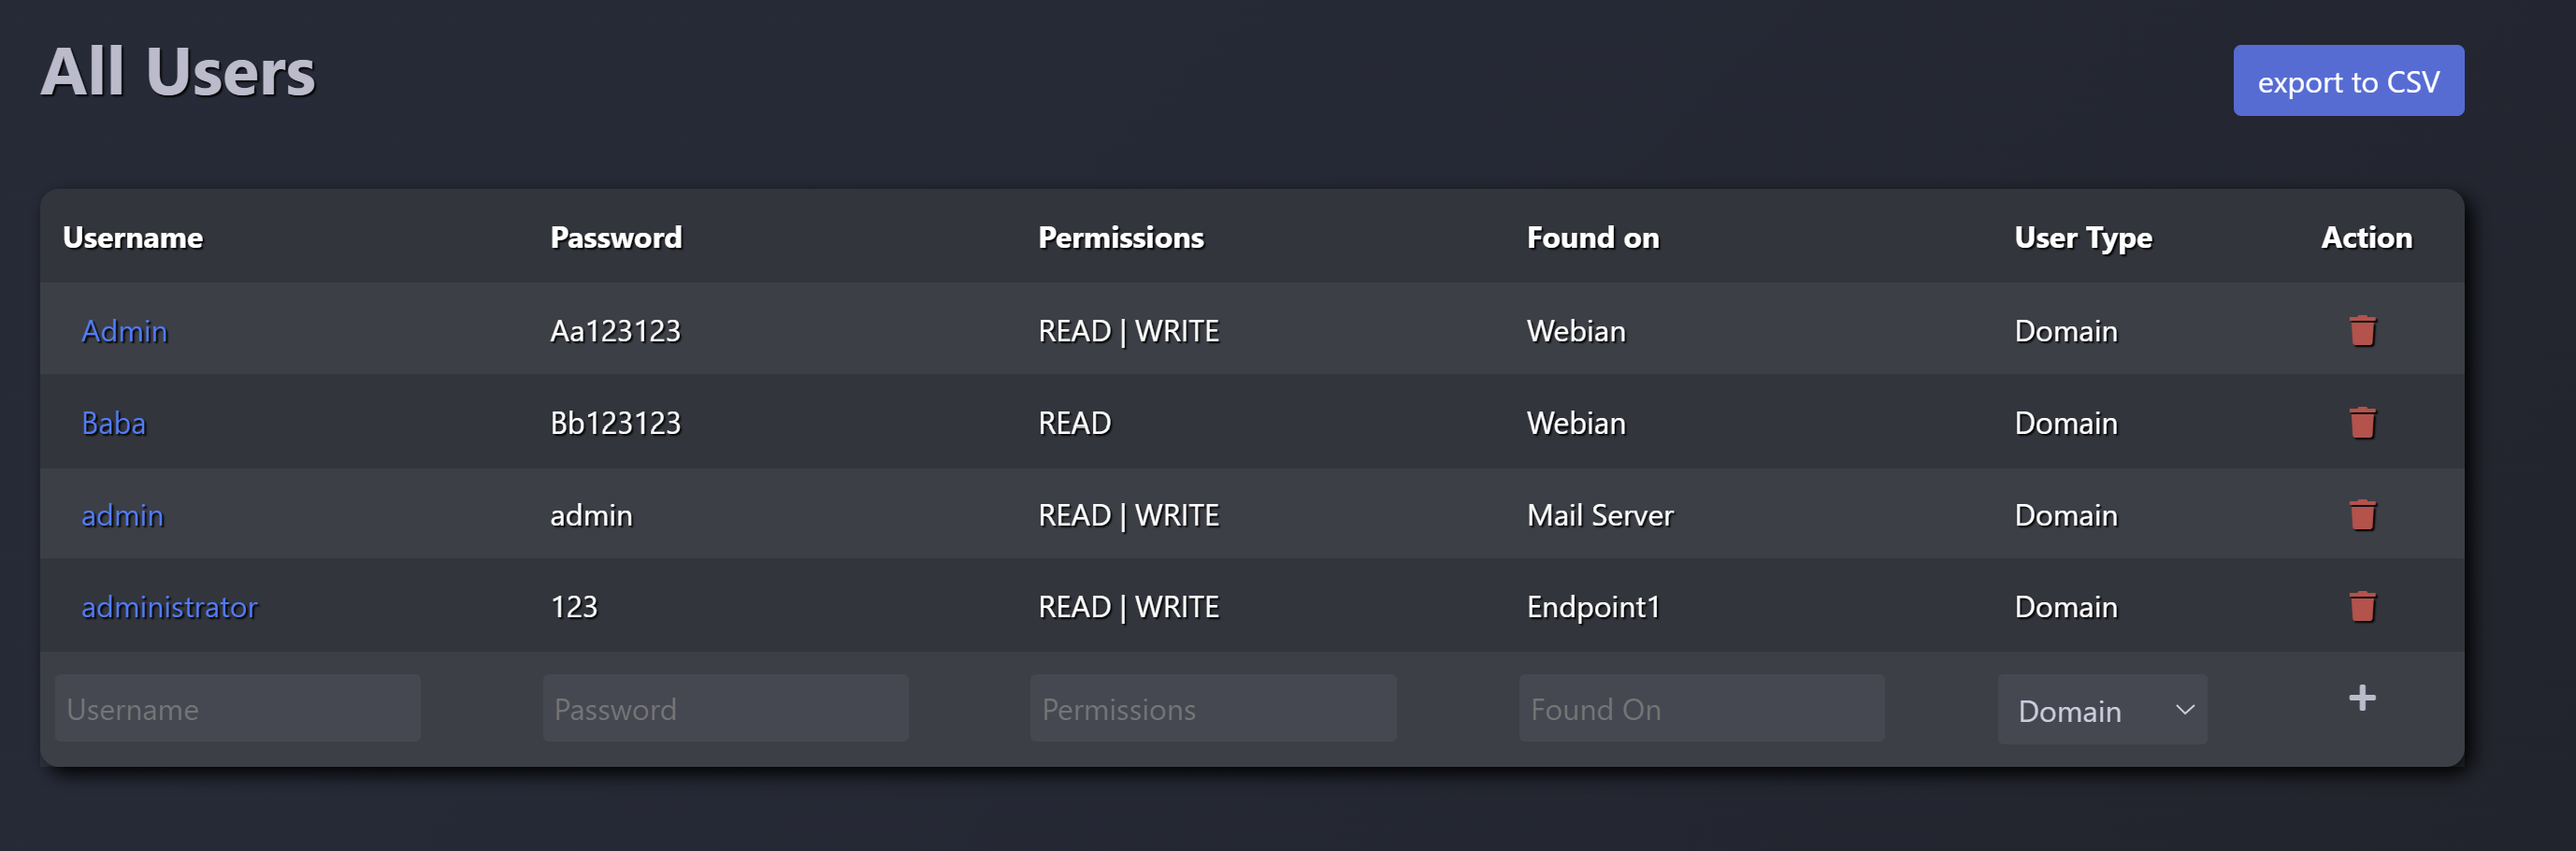 All Users
export to CSV
Username Password Permissions Found on User Type Action
Admin Aa123123 READ | WRITE Webian Domain
Baba Bb123123 READ Webian Domain
admin admin READ | WRITE Mail Server Domain
administrator 123 READ | WRITE Endpoint1 Domain
Username Password Permissions Found On Domain